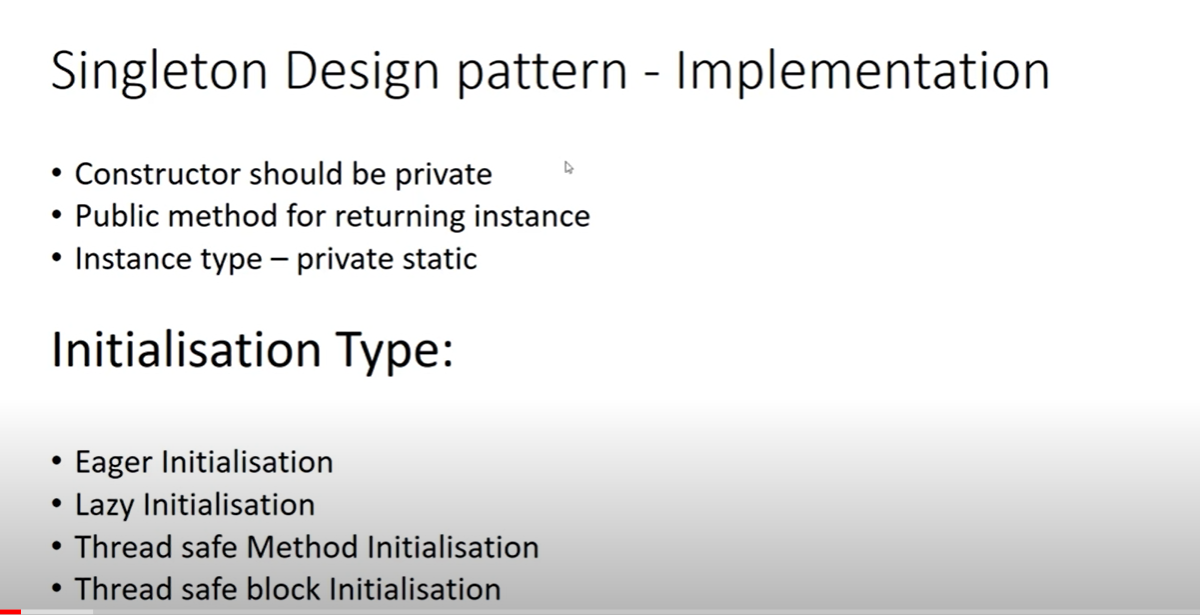 Singleton Design pattern - Implementation
• Constructor should be private
• Public method for returning instance
• Instance type – private static
Initialisation Type:
• Eager Initialisation
• Lazy Initialisation
• Thread safe Method Initialisation
• Thread safe block Initialisation